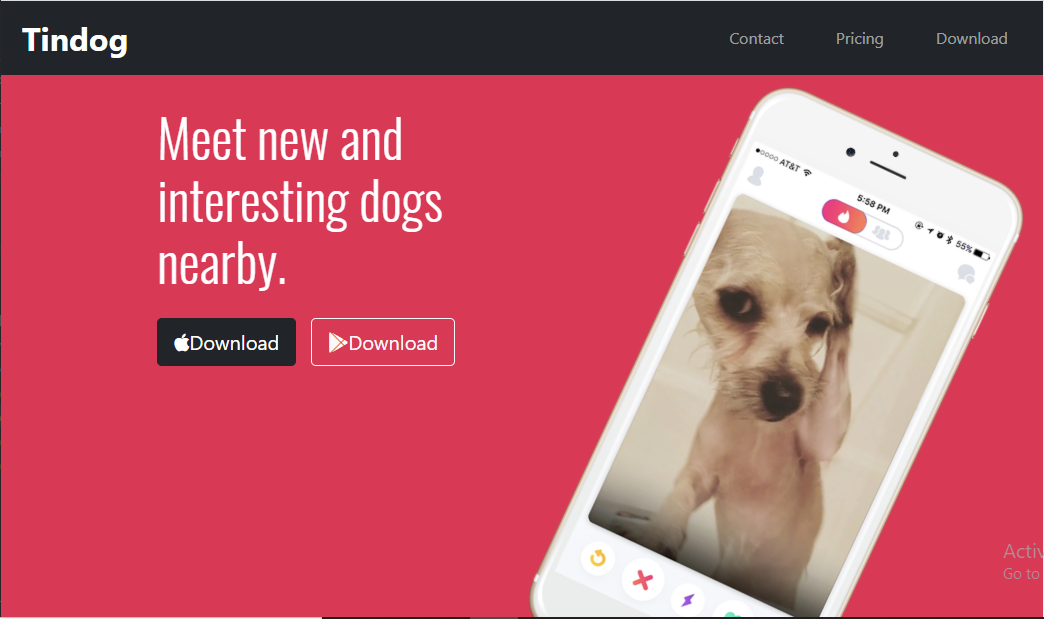 Tindog
Contact
Pricing
Download
Meet new and
interesting dogs
nearby.
Download
Download
AT&T
5:58 PM
55%
Go to